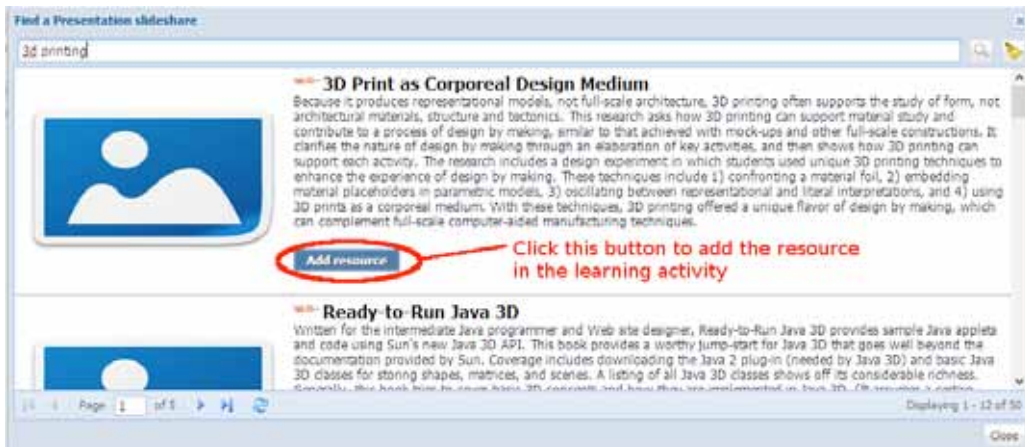 Find a Presentation slideshare
3d printing
3D Print as Corporeal Design Medium
Because it produces representational models, not full-scale architecture, 3D printing often supports the study of form, not
architectural materials, structure and tectonics. This research asks how 3D printing can support material study and
contribute to a process of design by making, similar to that achieved with mock-ups and other full-scale constructions. It
clarifies the nature of design by making through an elaboration of key activities, and then shows how 3D printing can
support each activity. The research includes a design experiment in which students used unique 3D printing techniques to
enhance the experience of design by making. These techniques include 1) confronting a material foil, 2) embedding
material placeholders in parametric models, 3) oscillating between representational and literal interpretations, and 4) using
3D prints as a corporeal medium. With these techniques, 3D printing offered a unique flavor of design by making, which
can complement full-scale computer-aided manufacturing techniques.
Add resource
Click this button to add the resource
in the learning activity
Ready-to-Run Java 3D
Written for the intermediate Java programmer and Web site designer, Ready-to-Run Java 3D provides sample Java applets
and code using Sun's new Java 3D API. This book provides a worthy jump-start for Java 3D that goes well beyond the
documentation provided by Sun. Coverage includes downloading the Java 2 plug-in (needed by Java 3D) and basic Java
3D classes for storing shapes, matrices, and scenes. A listing of all Java 3D classes shows off its considerable richness.
Page 1 of 5
Displaying 1 - 12 of 50
Close